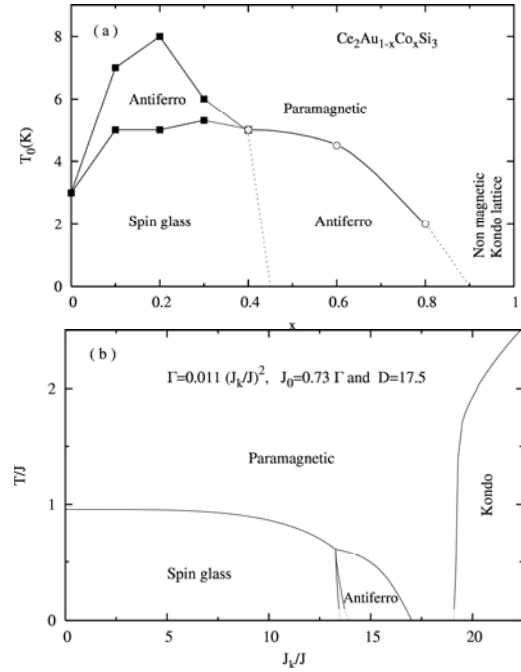 ( a )
Ce₂Au₁₋ₓCoₓSi₃
8
6
4
2
0
T₀(K)
Antiferro
Paramagnetic
Spin glass
Antiferro
Non magnetic
Kondo lattice
0 0.2 0.4 0.6 0.8 1
x
( b )
Γ=0.011 (Jₖ/J)², J₀=0.73 Γ and D=17.5
2
1
0
T/J
Paramagnetic
Spin glass
Antiferro
Kondo
0 5 10 15 20
Jₖ/J